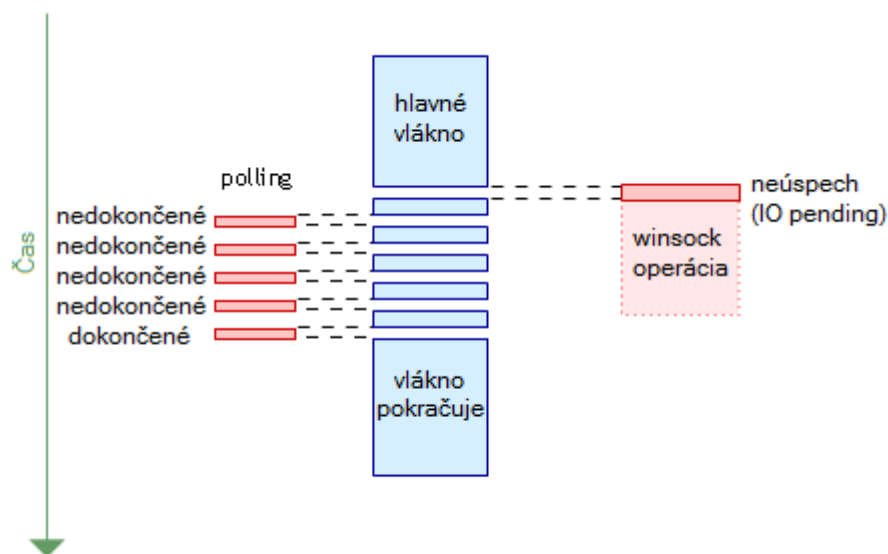 Čas
hlavné
vlákno
polling
neúspech
(IO pending)
nedokončené
nedokončené
nedokončené
nedokončené
dokončené
winsock
operácia
vlákno
pokračuje